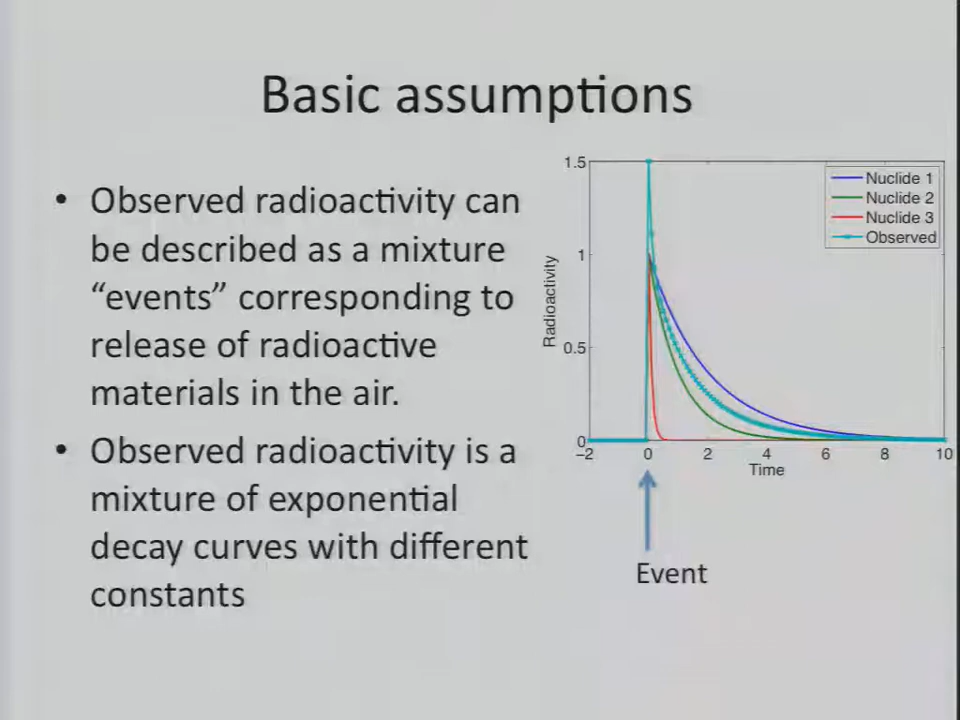 Basic assumptions
• Observed radioactivity can
be described as a mixture
“events” corresponding to
release of radioactive
materials in the air.
• Observed radioactivity is a
mixture of exponential
decay curves with different
constants
1.5
1
0.5
0
Radioactivity
−2 0 2 4 6 8 10
Time
Nuclide 1
Nuclide 2
Nuclide 3
Observed
Event